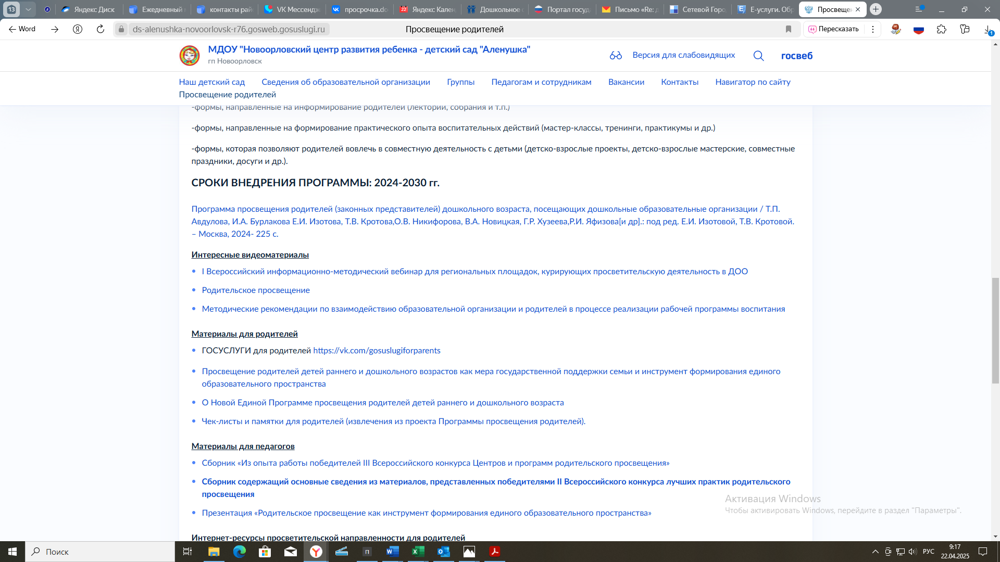 13
Яндекс Диск
Ежедневный
контакты рай
VK Мессендж
просрочка.do
22
Яндекс Кален
Дошкольное
Портал госуд
Письмо «Re: д
Сетевой Горо
Е-услуги. Обр
Просвещен
Word
ds-alenushka-novoorlovsk-r76.gosweb.gosuslugi.ru
Просвещение родителей
Пересказать
1
МДОУ "Новоорловский центр развития ребенка - детский сад "Аленушка"
гп Новоорловск
Версия для слабовидящих
госвеб
Наш детский сад
Сведения об образовательной организации
Группы
Педагогам и сотрудникам
Вакансии
Контакты
Навигатор по сайту
Просвещение родителей
-формы, направленные на информирование родителей (лектории, собрания и т.п.)
-формы, направленные на формирование практического опыта воспитательных действий (мастер-классы, тренинги, практикумы и др.)
-формы, которая позволяют родителей вовлечь в совместную деятельность с детьми (детско-взрослые проекты, детско-взрослые мастерские, совместные
праздники, досуги и др.).
СРОКИ ВНЕДРЕНИЯ ПРОГРАММЫ: 2024-2030 гг.
Программа просвещения родителей (законных представителей) дошкольного возраста, посещающих дошкольные образовательные организации / Т.П.
Авдулова, И.А. Бурлакова Е.И. Изотова, Т.В. Кротова,О.В. Никифорова, В.А. Новицкая, Г.Р. Хузеева,Р.И. Яфизова[и др].: под ред. Е.И. Изотовой, Т.В. Кротовой.
– Москва, 2024- 225 с.
Интересные видеоматериалы
I Всероссийский информационно-методический вебинар для региональных площадок, курирующих просветительскую деятельность в ДОО
Родительское просвещение
Методические рекомендации по взаимодействию образовательной организации и родителей в процессе реализации рабочей программы воспитания
Материалы для родителей
ГОСУСЛУГИ для родителей https://vk.com/gosuslugiforparents
Просвещение родителей детей раннего и дошкольного возрастов как мера государственной поддержки семьи и инструмент формирования единого
образовательного пространства
О Новой Единой Программе просвещения родителей детей раннего и дошкольного возраста
Чек-листы и памятки для родителей (извлечения из проекта Программы просвещения родителей).
Материалы для педагогов
Сборник «Из опыта работы победителей III Всероссийского конкурса Центров и программ родительского просвещения»
Сборник содержащий основные сведения из материалов, представленных победителями II Всероссийского конкурса лучших практик родительского
просвещения
Презентация «Родительское просвещение как инструмент формирования единого образовательного пространства»
Интернет-ресурсы просветительской направленности для родителей
Активация Windows
Чтобы активировать Windows, перейдите в раздел "Параметры".
Поиск
РУС
9:17
22.04.2025